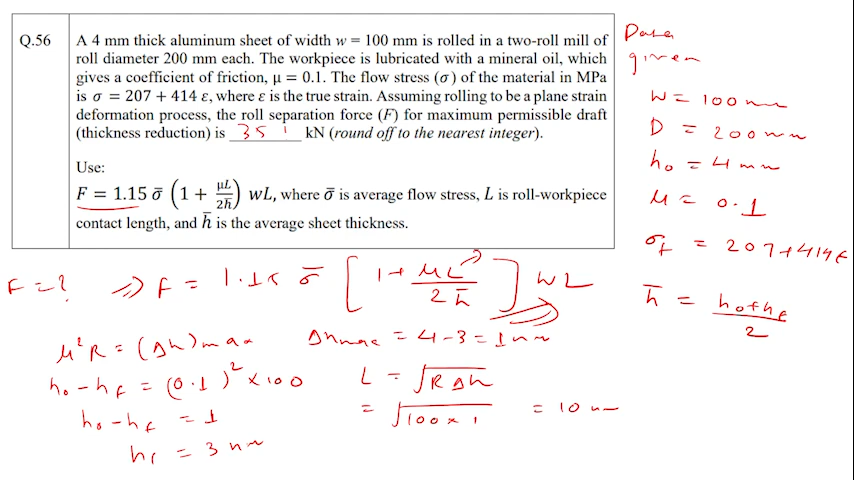 Q.56
A 4 mm thick aluminum sheet of width w = 100 mm is rolled in a two-roll mill of
roll diameter 200 mm each. The workpiece is lubricated with a mineral oil, which
gives a coefficient of friction, μ = 0.1. The flow stress (σ) of the material in MPa
is σ = 207 + 414 ε, where ε is the true strain. Assuming rolling to be a plane strain
deformation process, the roll separation force (F) for maximum permissible draft
(thickness reduction) is 351 kN (round off to the nearest integer).
Use:
F = 1.15 σ̄ (1 + μL/2h̄) wL, where σ̄ is average flow stress, L is roll-workpiece
contact length, and h̄ is the average sheet thickness.
Data
given
W = 100 mm
D = 200 mm
h₀ = 4 mm
μ = 0.1
σf = 207 + 414 ε
h̄ = h₀ + hf / 2
F = ? ⇒ F = 1.15 σ̄ [1 + μL / 2h̄] WL
μ²R = (Δh)max
h₀ - hf = (0.1)² × 100
h₀ - hf = 1
hf = 3 mm
Δhmax = 4 - 3 = 1 mm
L = √RΔh
= √100 × 1 = 10 mm